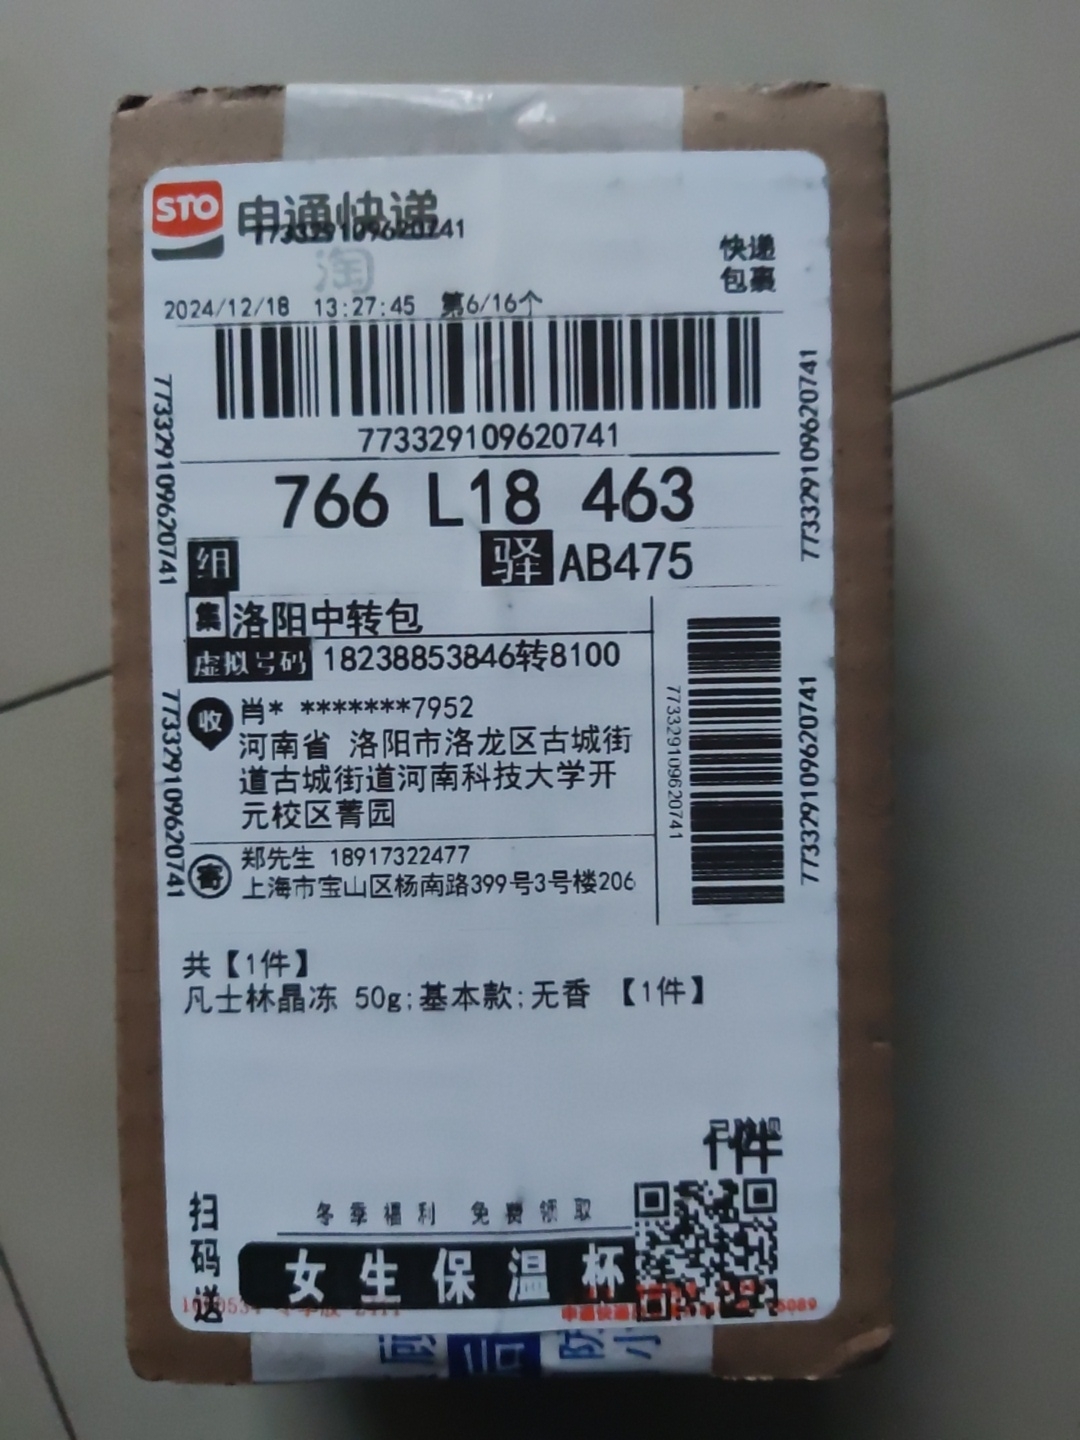 STO 申通快递
773329109620741
淘
快递
包裹
2024/12/18 13:27:45 第6/16个
773329109620741
766 L18 463
组
驿 AB475
集 洛阳中转包
虚拟号码 18238853846转8100
收 肖* *******7952
河南省 洛阳市洛龙区古城街
道古城街道河南科技大学开
元校区菁园
寄 郑先生 18917322477
上海市宝山区杨南路399号3号楼206
773329109620741
773329109620741
773329109620741
773329109620741
773329109620741
共【1件】
凡士林晶冻 50g;基本款;无香 【1件】
件
扫码送
冬季福利 免费领取
女生保温杯
申通快递